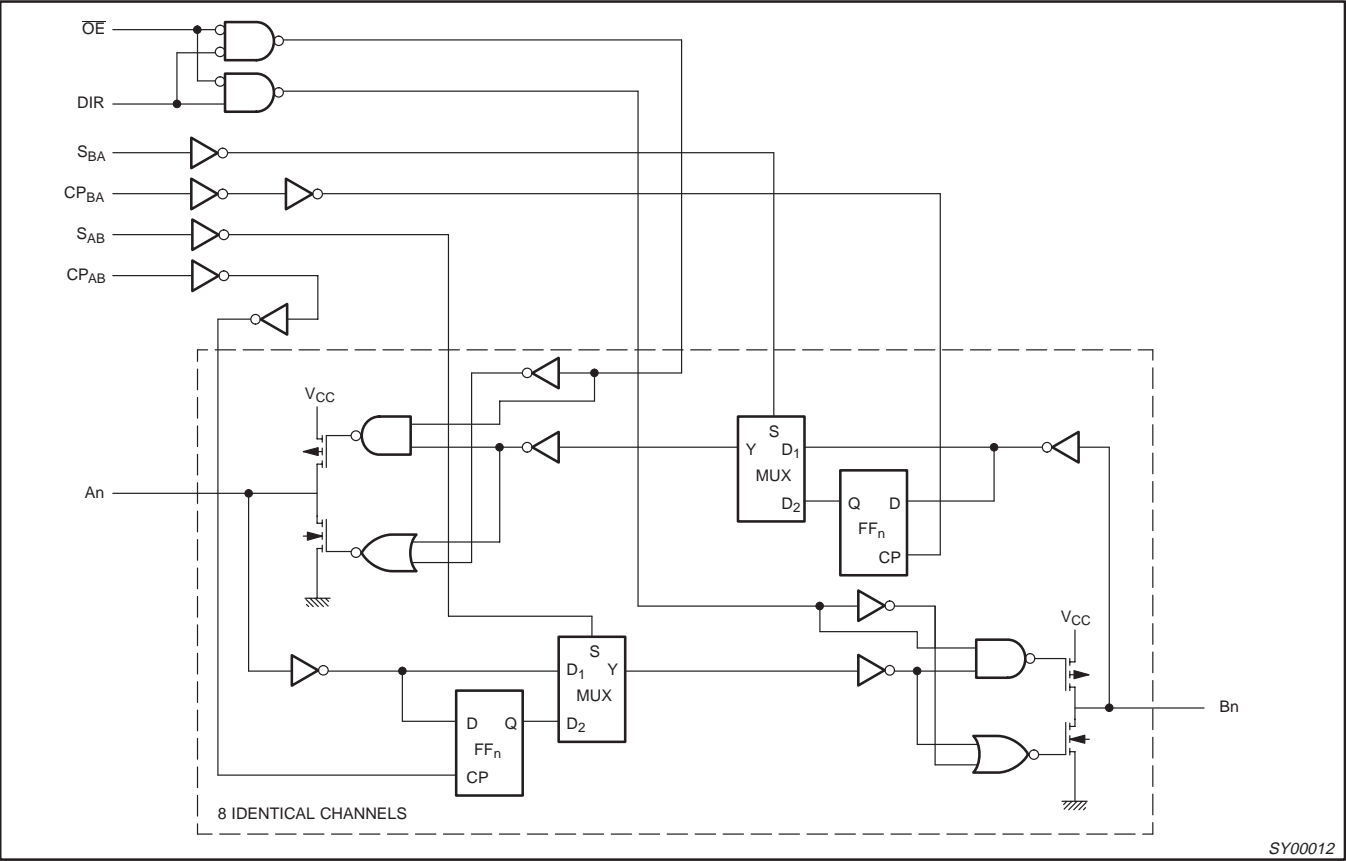 OE
DIR
SBA
CPBA
SAB
CPAB
VCC
An
S
Y D1
MUX
D2
Q D
FFn
CP
VCC
S
D1 Y
MUX
D2
D Q
FFn
CP
Bn
8 IDENTICAL CHANNELS
SY00012